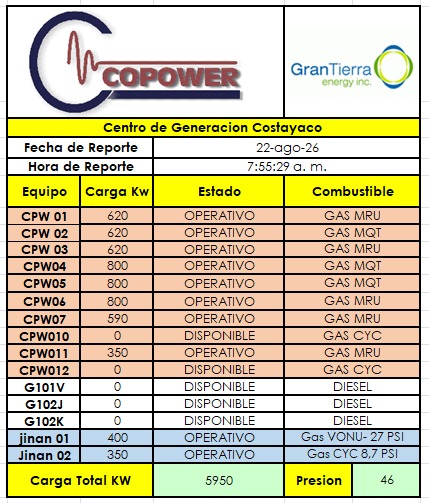 COPOWER
GranTierra
energy inc.
Centro de Generacion Costayaco
Fecha de Reporte 22-ago-26
Hora de Reporte 7:55:29 a. m.
Equipo Carga Kw Estado Combustible
CPW 01 620 OPERATIVO GAS MRU
CPW 02 620 OPERATIVO GAS MQT
CPW 03 620 OPERATIVO GAS MRU
CPW04 800 OPERATIVO GAS MQT
CPW05 800 OPERATIVO GAS MQT
CPW06 800 OPERATIVO GAS MRU
CPW07 590 OPERATIVO GAS MRU
CPW010 0 DISPONIBLE GAS CYC
CPW011 350 OPERATIVO GAS MRU
CPW012 0 DISPONIBLE GAS CYC
G101V 0 DISPONIBLE DIESEL
G102J 0 DISPONIBLE DIESEL
G102K 0 DISPONIBLE DIESEL
jinan 01 400 OPERATIVO Gas VONU- 27 PSI
Jinan 02 350 OPERATIVO Gas CYC 8,7 PSI
Carga Total KW 5950 Presion 46